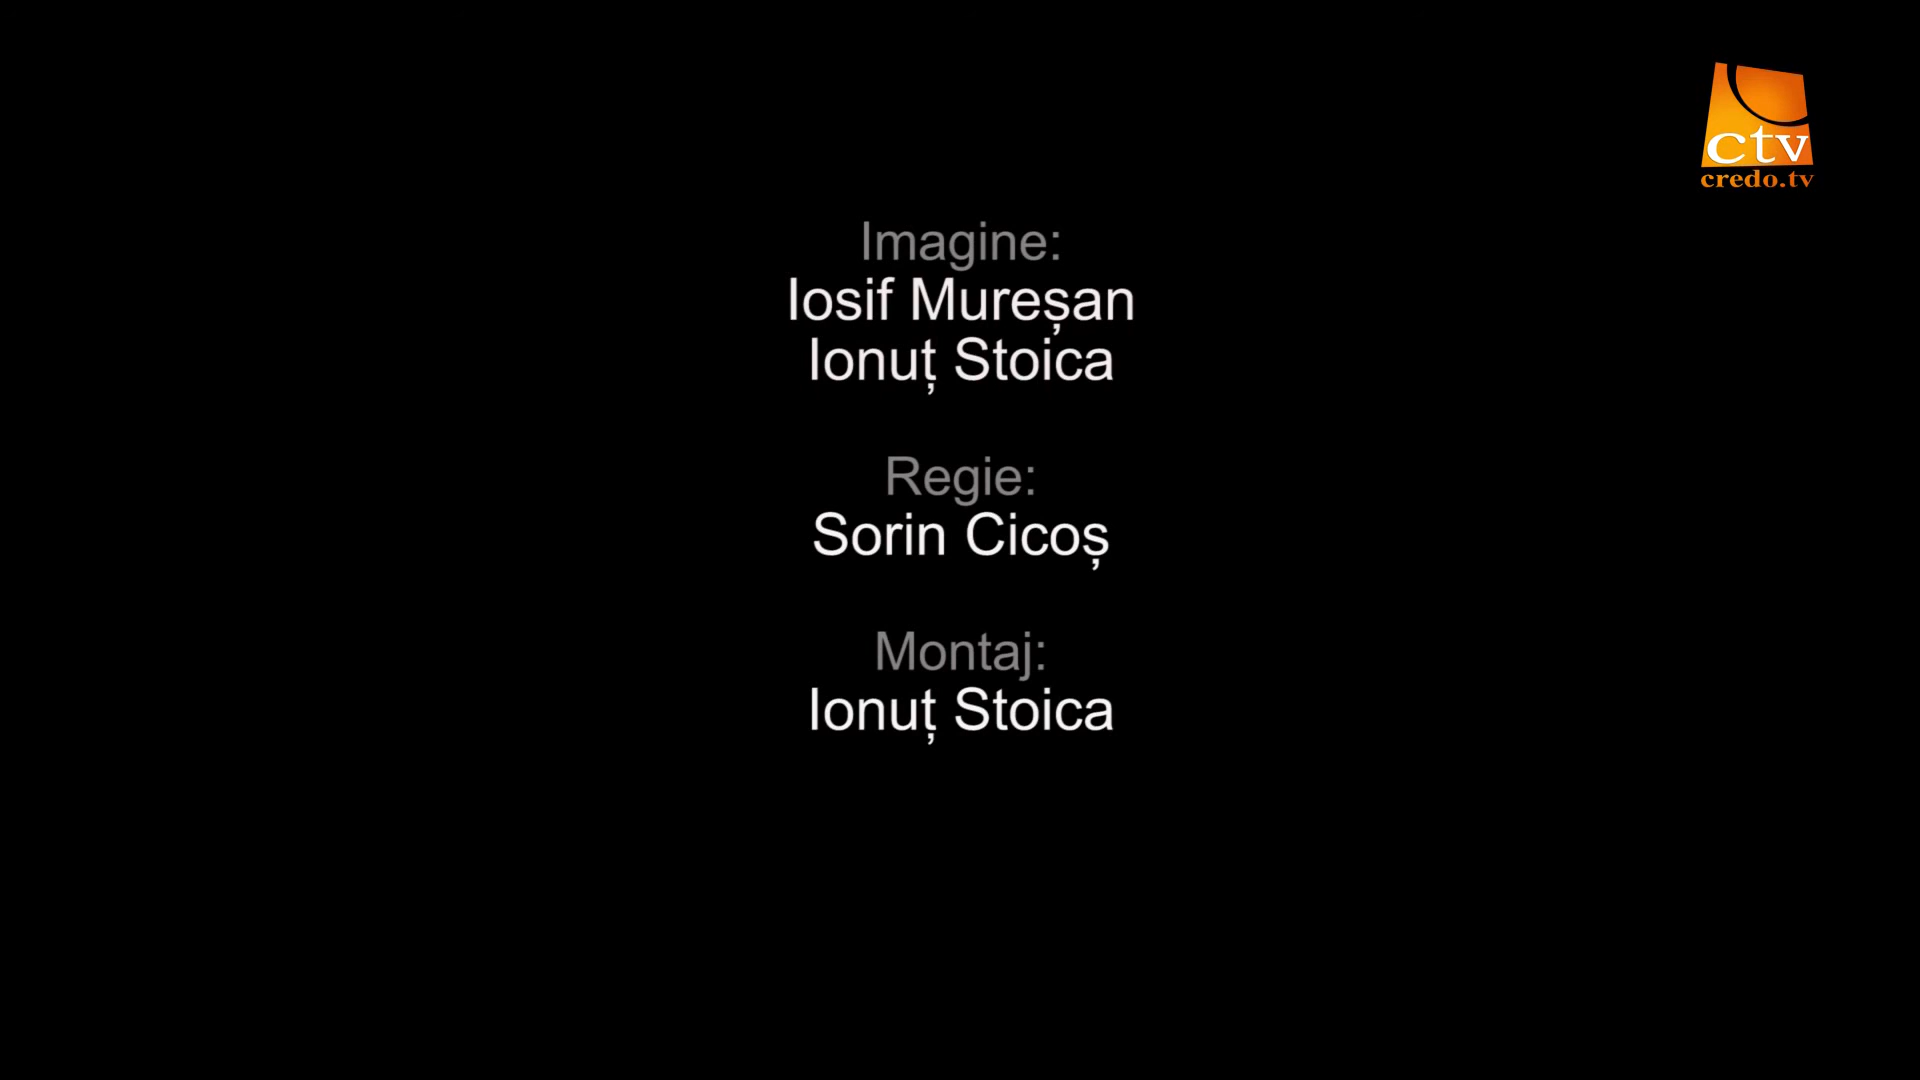 ctv
credo.tv
Imagine:
Iosif Mureșan
Ionuț Stoica
Regie:
Sorin Cicoș
Montaj:
Ionuț Stoica